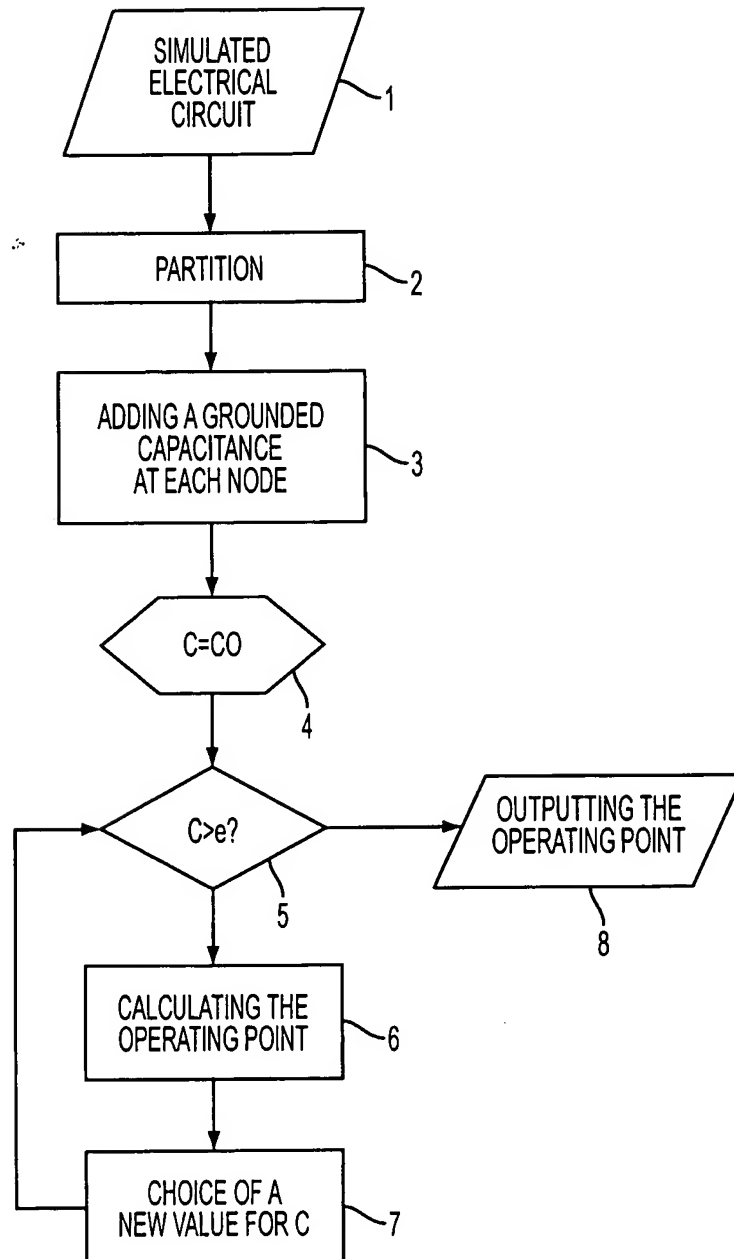 SIMULATED
ELECTRICAL
CIRCUIT
1
PARTITION
2
ADDING A GROUNDED
CAPACITANCE
AT EACH NODE
3
C=CO
4
C>e?
5
OUTPUTTING THE
OPERATING POINT
8
CALCULATING THE
OPERATING POINT
6
CHOICE OF A
NEW VALUE FOR C
7